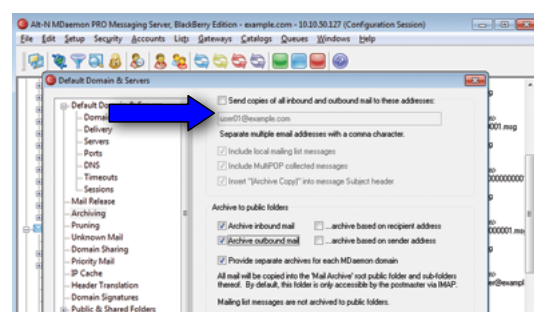 Alt-N MDaemon PRO Messaging Server, BlackBerry Edition - example.com - 10.10.50.127 (Configuration Session)
File Edit Setup Security Accounts Lists Gateways Catalogs Queues Windows Help
Default Domain & Servers
Default Do
Domain
Delivery
Servers
Ports
DNS
Timeouts
Sessions
Mail Release
Archiving
Pruning
Unknown Mail
Domain Sharing
Priority Mail
IP Cache
Header Translation
Domain Signatures
Public & Shared Folders
Send copies of all inbound and outbound mail to these addresses:
user01@example.com
Separate multiple email addresses with a comma character.
Include local mailing list messages
Include MultiPOP collected messages
Insert "(Archive Copy)" into message Subject header
Archive to public folders
Archive inbound mail ...archive based on recipient address
Archive outbound mail ...archive based on sender address
Provide separate archives for each MDaemon domain
All mail will be copied into the 'Mail Archive' root public folder and sub-folders
thereof. By default, this folder is only accessible by the postmaster via IMAP.
Mailing list messages are not archived to public folders.